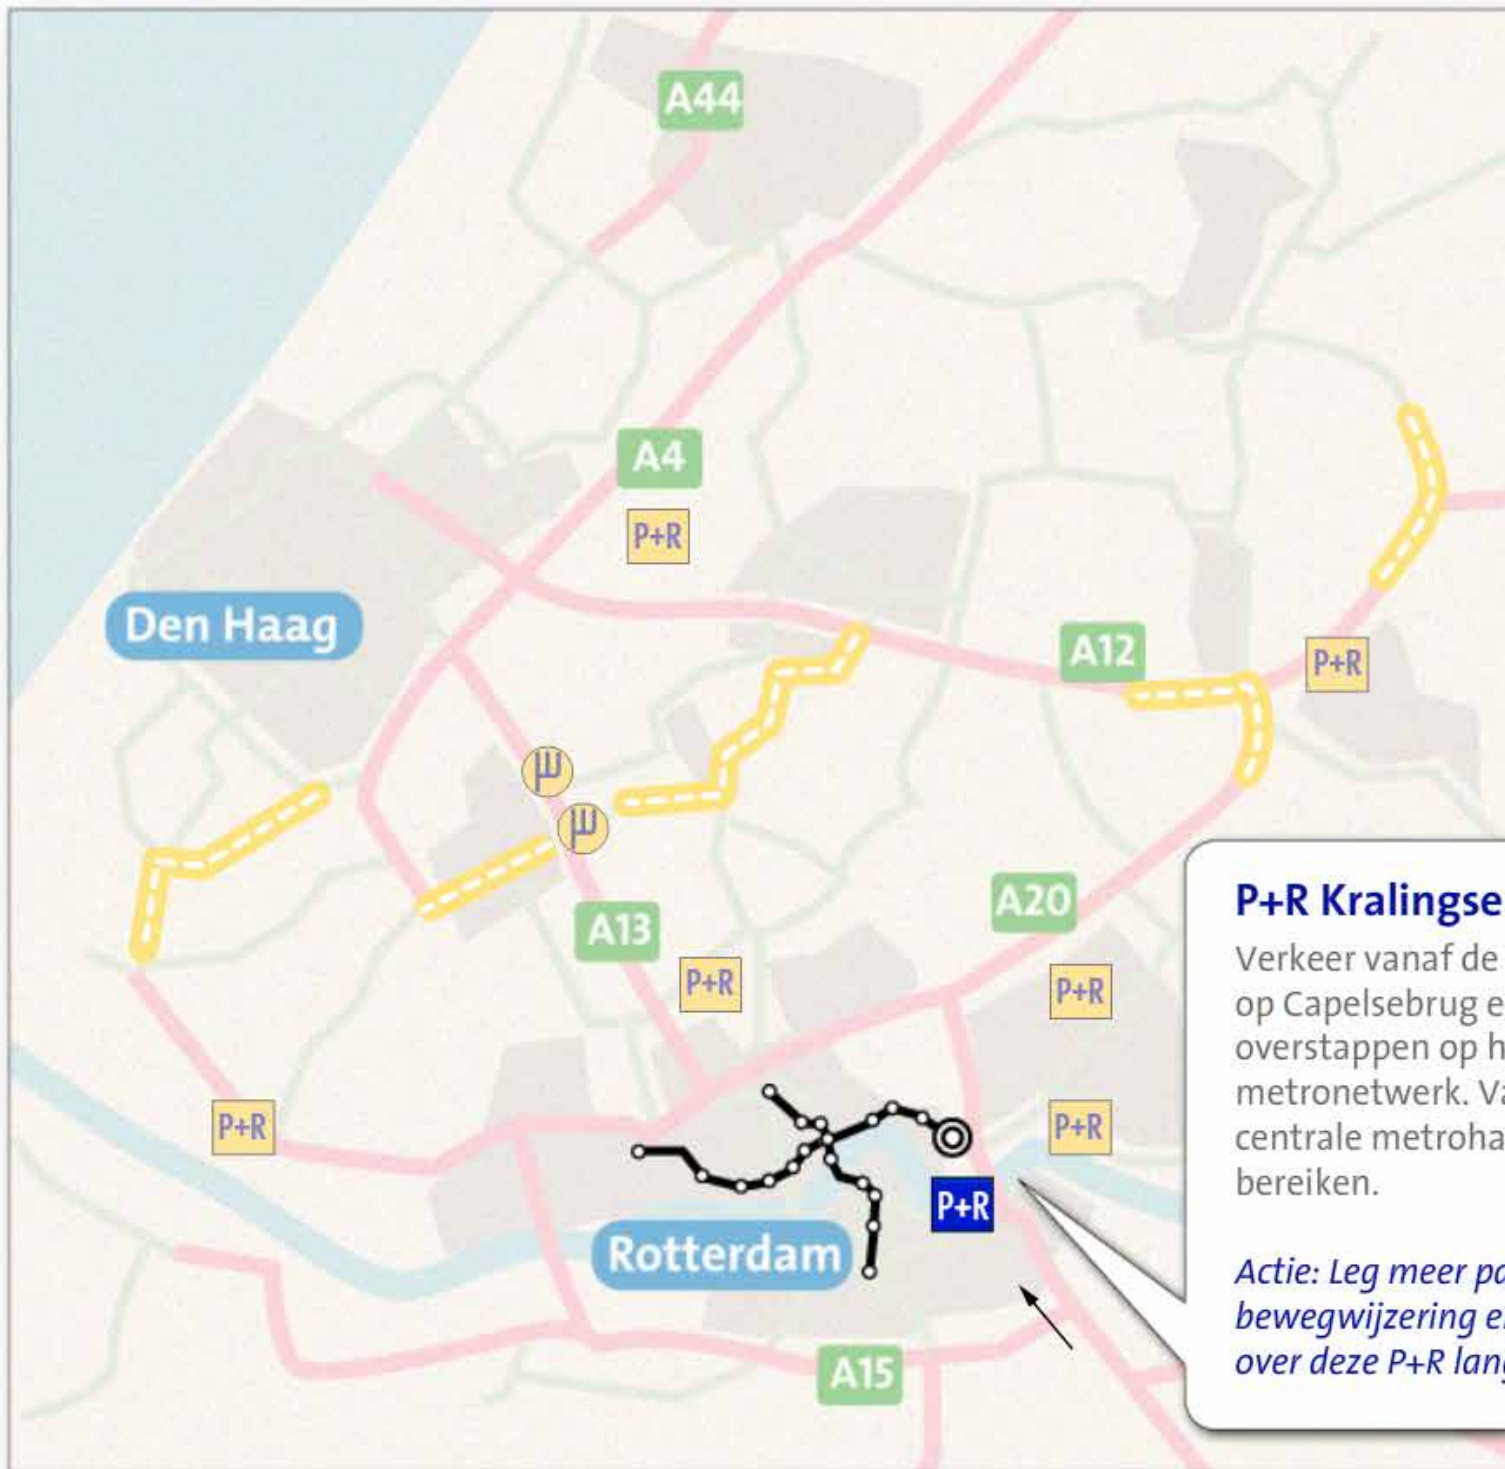 A44
A4
P+R
Den Haag
A12
P+R
A13
A20
P+R
P+R
P+R
P+R
P+R
Rotterdam
A15
P+R Kralingse
Verkeer vanaf de
op Capelsebrug e
overstappen op h
metronetwerk. Va
centrale metroha
bereiken.
Actie: Leg meer pa
bewegwijzering e
over deze P+R lang